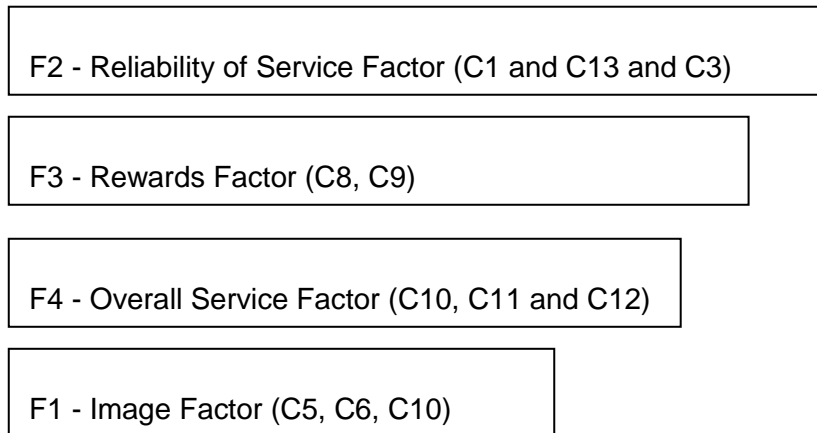 F2 - Reliability of Service Factor (C1 and C13 and C3)
F3 - Rewards Factor (C8, C9)
F4 - Overall Service Factor (C10, C11 and C12)
F1 - Image Factor (C5, C6, C10)